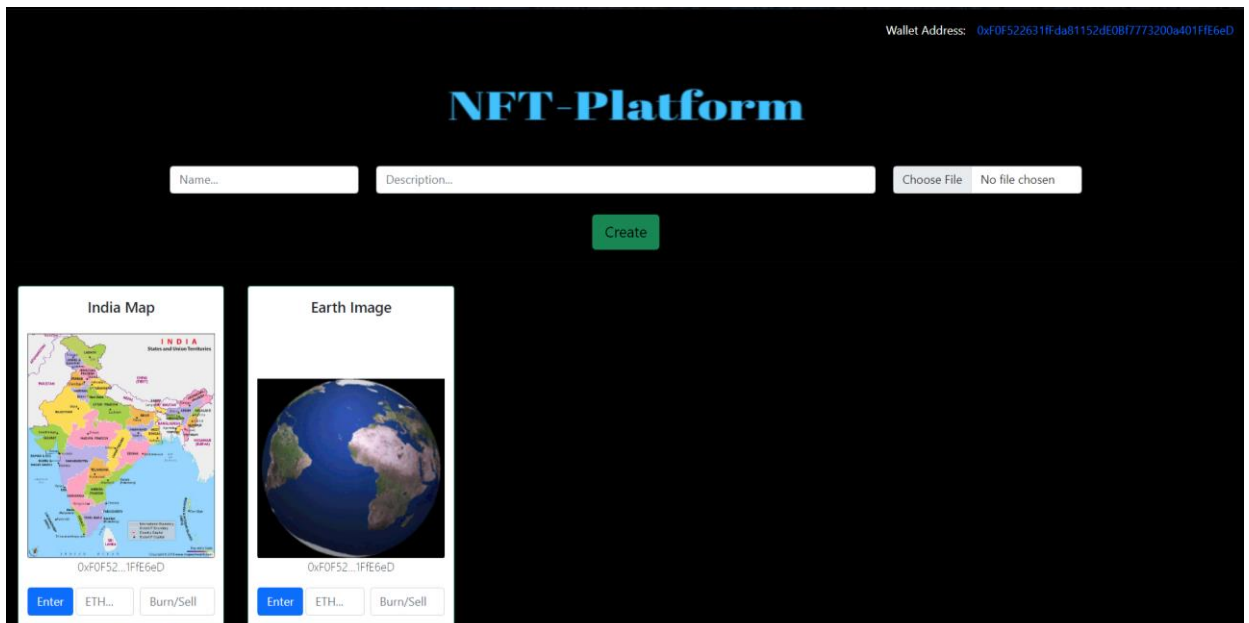 Wallet Address: 0xF0F522631fFda81152dE0Bf7773200a401FfE6eD
NFT-Platform
Name...
Description...
Choose File No file chosen
Create
India Map
Earth Image
INDIA
States and Union Territories
0xF0F52...1FfE6eD
0xF0F52...1FfE6eD
Enter ETH... Burn/Sell
Enter ETH... Burn/Sell